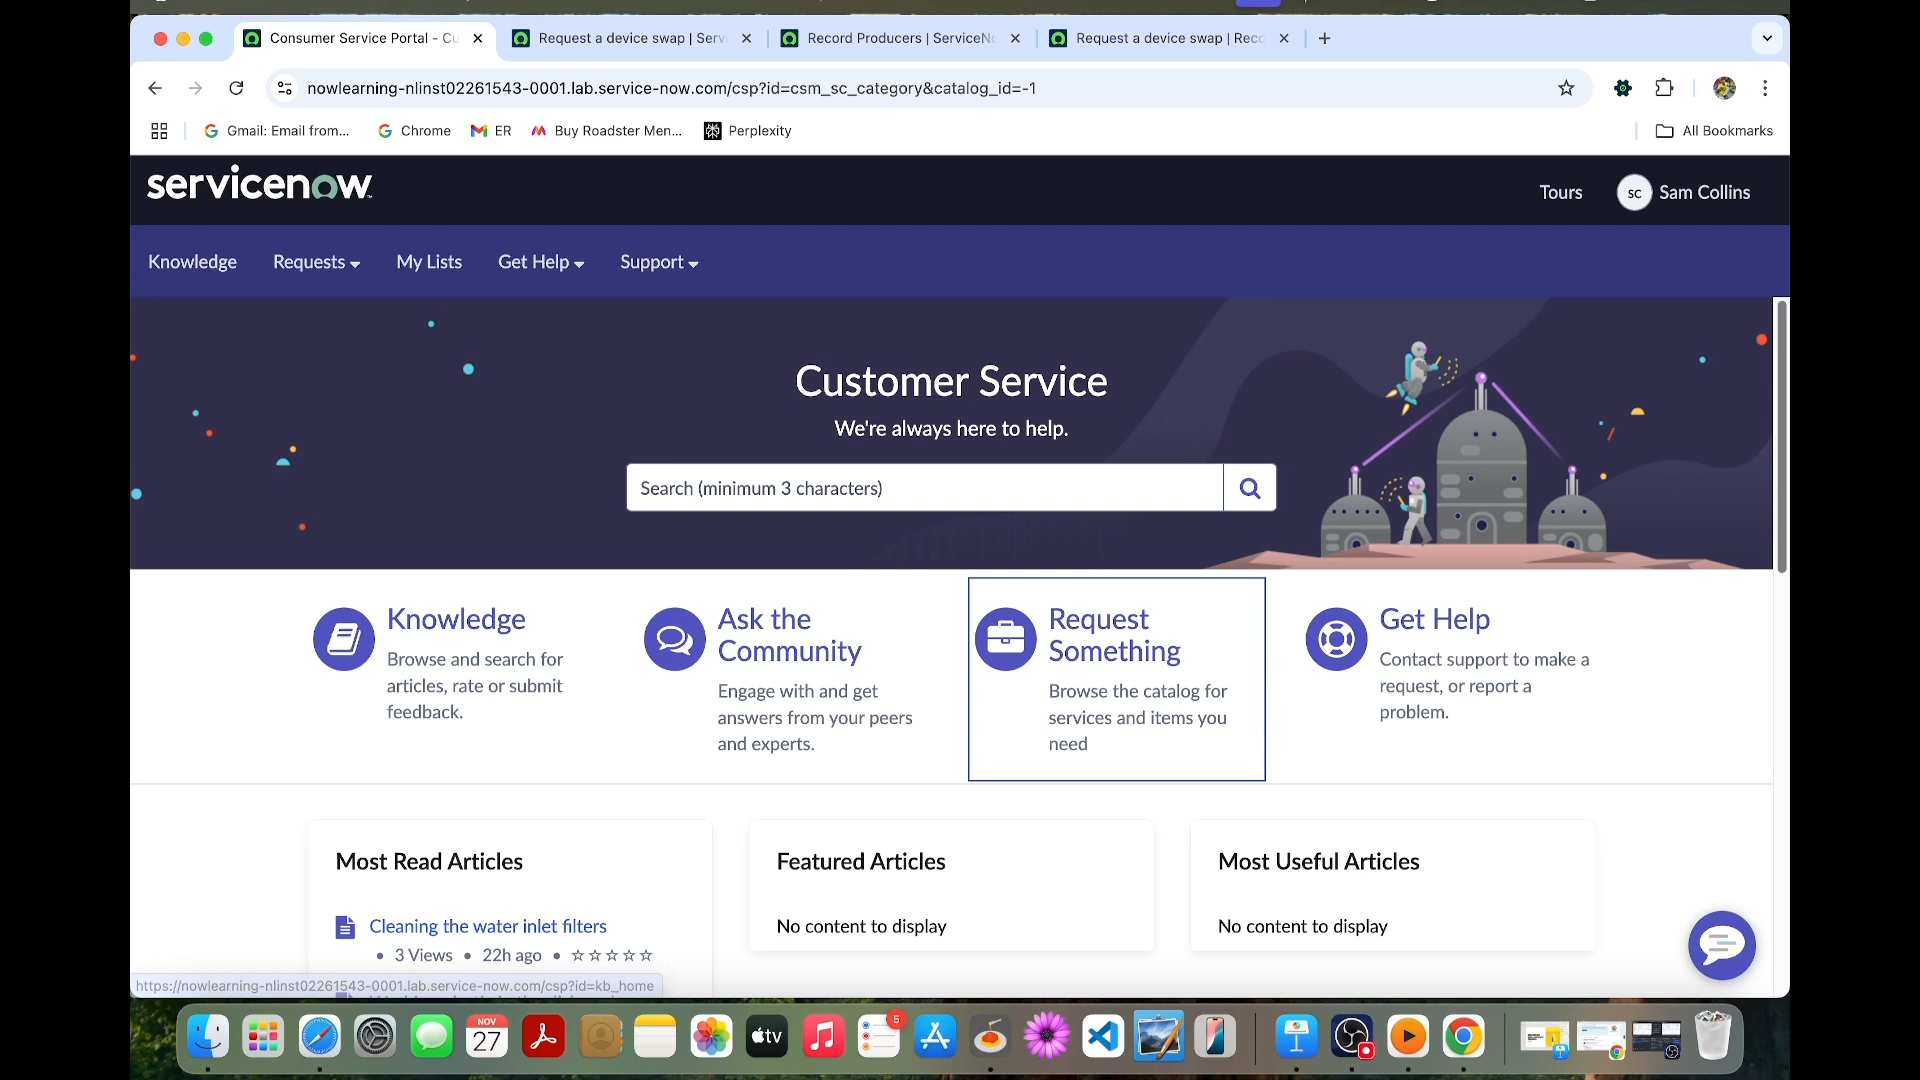 Consumer Service Portal - Cu
Request a device swap | Serv
Record Producers | ServiceNo
Request a device swap | Reco
nowlearning-nlinst02261543-0001.lab.service-now.com/csp?id=csm_sc_category&catalog_id=-1
Gmail: Email from...
Chrome
ER
Buy Roadster Men...
Perplexity
All Bookmarks
servicenow
Tours
SC
Sam Collins
Knowledge
Requests
My Lists
Get Help
Support
Customer Service
We're always here to help.
Search (minimum 3 characters)
Knowledge
Browse and search for
articles, rate or submit
feedback.
Ask the
Community
Engage with and get
answers from your peers
and experts.
Request
Something
Browse the catalog for
services and items you
need
Get Help
Contact support to make a
request, or report a
problem.
Most Read Articles
Cleaning the water inlet filters
• 3 Views • 22h ago •
Featured Articles
No content to display
Most Useful Articles
No content to display
https://nowlearning-nlinst02261543-0001.lab.service-now.com/csp?id=kb_home
NOV
27
tv
5